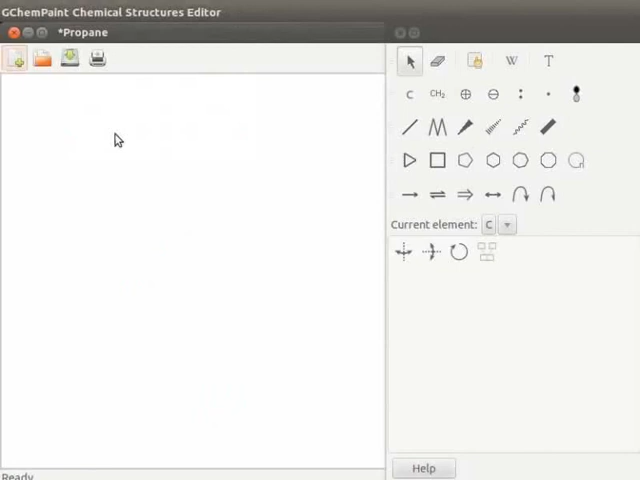 GChemPaint Chemical Structures Editor
*Propane
W T
C CH₂
Current element: C
Help
Ready